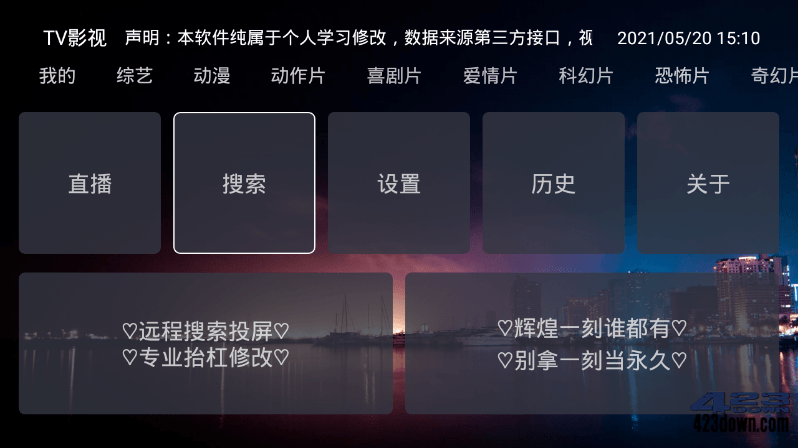 TV影视 声明：本软件纯属于个人学习修改，数据来源第三方接口，视 2021/05/20 15:10
我的 综艺 动漫 动作片 喜剧片 爱情片 科幻片 恐怖片 奇幻片
直播 搜索 设置 历史 关于
♡远程搜索投屏♡
♡专业抬杠修改♡
♡辉煌一刻谁都有♡
♡别拿一刻当永久♡
423
DOWN
423down.com